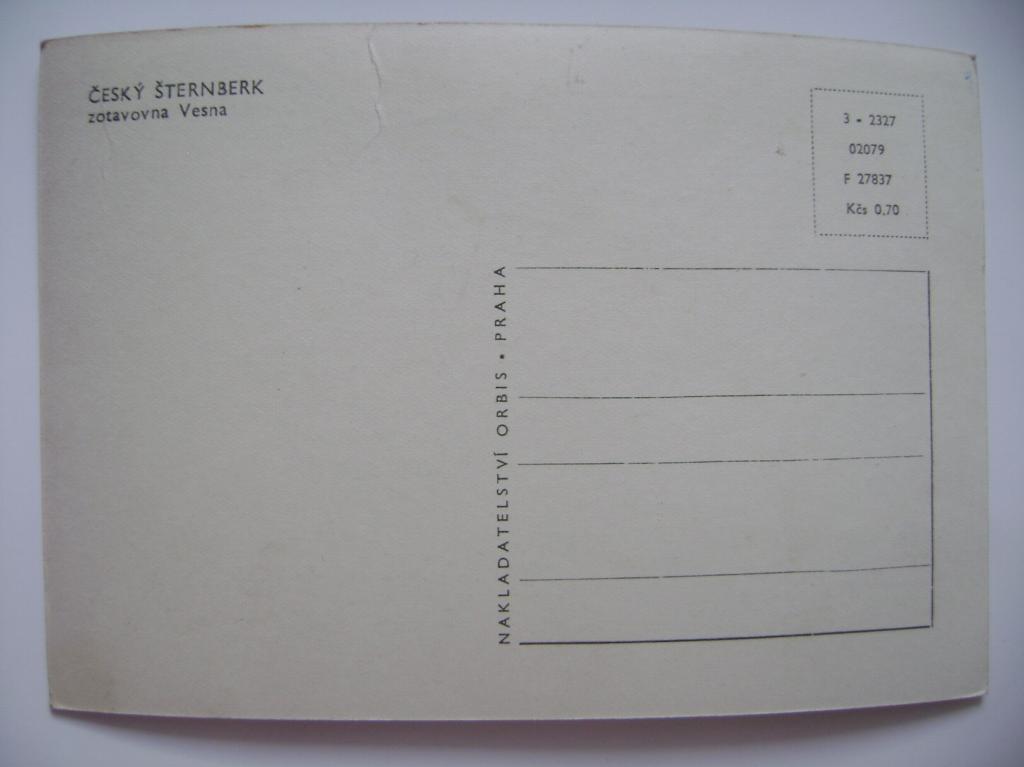 ČESKÝ ŠTERNBERK
zotavovna Vesna
3 - 2327
02079
F 27837
Kčs 0,70
NAKLADATELSTVÍ ORBIS • PRAHA